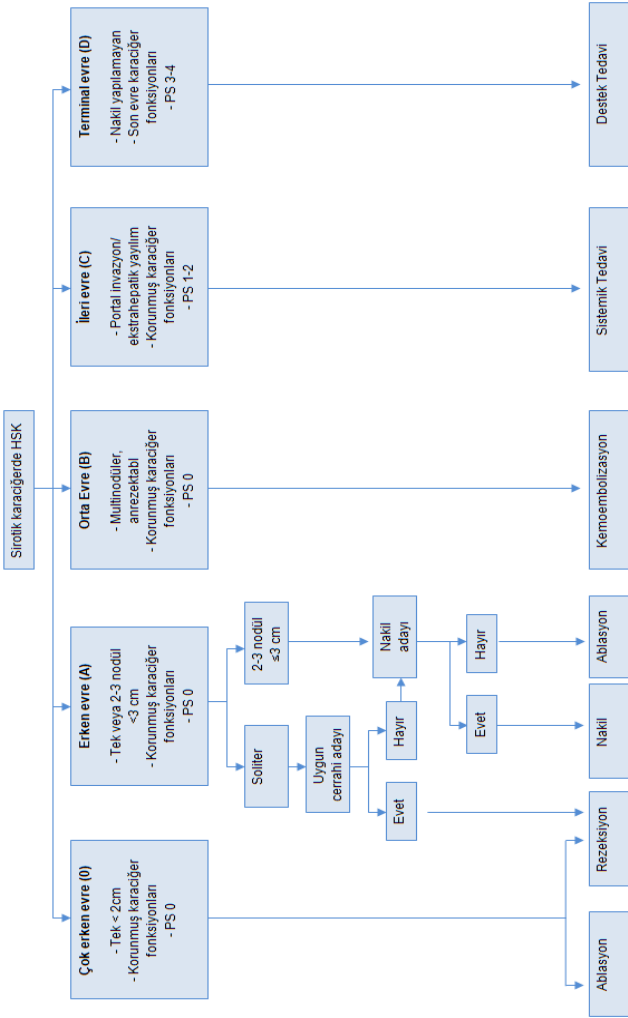 Sirotik karaciğerde HSK
Çok erken evre (0)
- Tek < 2cm
- Korunmuş karaciğer
fonksiyonları
- PS 0
Erken evre (A)
- Tek veya 2-3 nodül
<3 cm
- Korunmuş karaciğer
fonksiyonları
- PS 0
Orta Evre (B)
- Multinodüler,
anrezektabl
- Korunmuş karaciğer
fonksiyonları
- PS 0
İleri evre (C)
- Portal invazyon/
ekstrahepatik yayılım
- Korunmuş karaciğer
fonksiyonları
- PS 1-2
Terminal evre (D)
- Nakil yapılamayan
- Son evre karaciğer
fonksiyonları
- PS 3-4
Soliter
2-3 nodül
≤3 cm
Uygun
cerrahi adayı
Nakil
adayı
Evet
Hayır
Evet
Hayır
Ablasyon
Rezeksiyon
Nakil
Ablasyon
Kemoembolizasyon
Sistemik Tedavi
Destek Tedavi